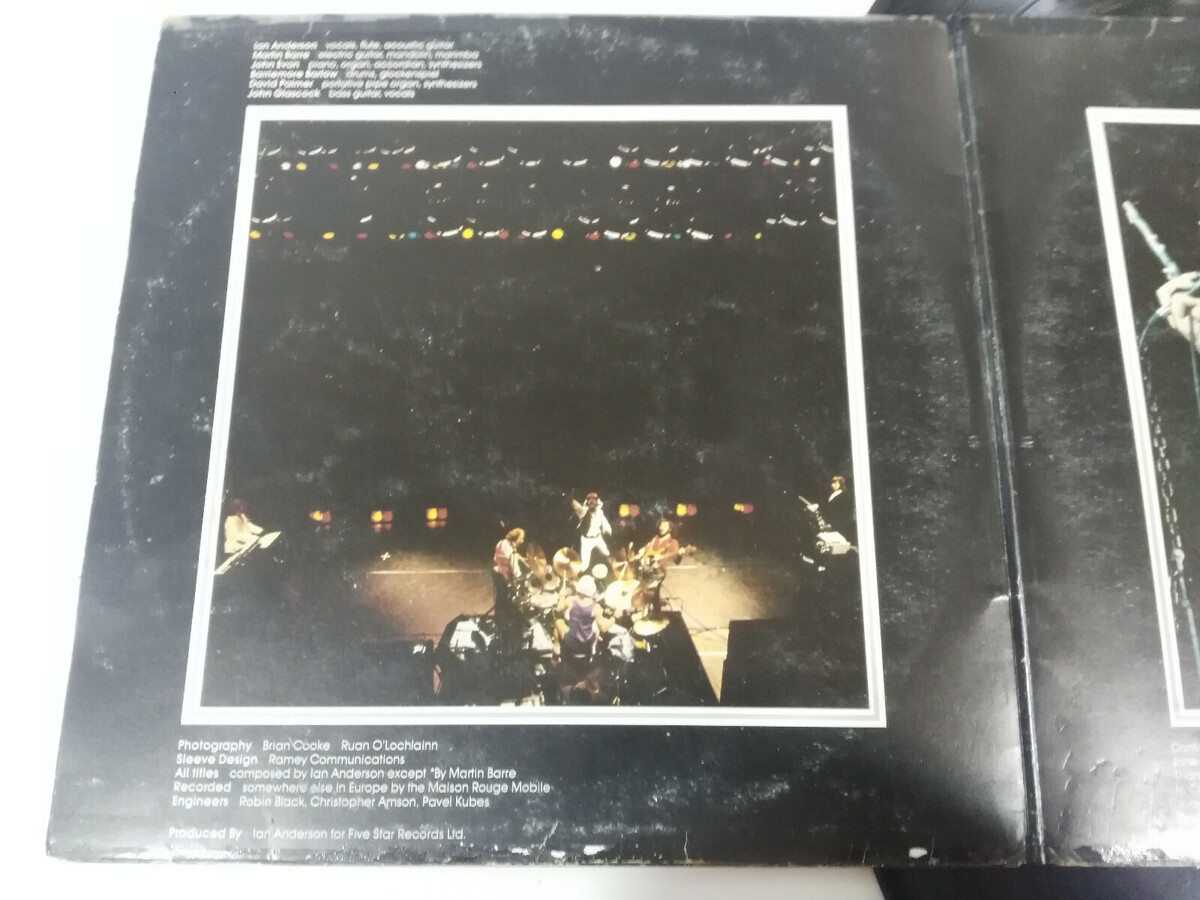 Ian Anderson vocals, flute, acoustic guitar
Martin Barre electric guitar, mandolin, marimba
John Evan piano, organ, accordian, synthesizers
Barriemore Barlow drums, glockenspiel
David Palmer portative pipe organ, synthesizers
John Glascock bass guitar, vocals
Photography Brian Cooke Ruan O'Lochlainn
Sleeve Design Ramey Communications
All titles composed by Ian Anderson except *By Martin Barre
Recorded somewhere else in Europe by the Maison Rouge Mobile
Engineers Robin Black, Christopher Amson, Pavel Kubes
Produced By Ian Anderson for Five Star Records Ltd.